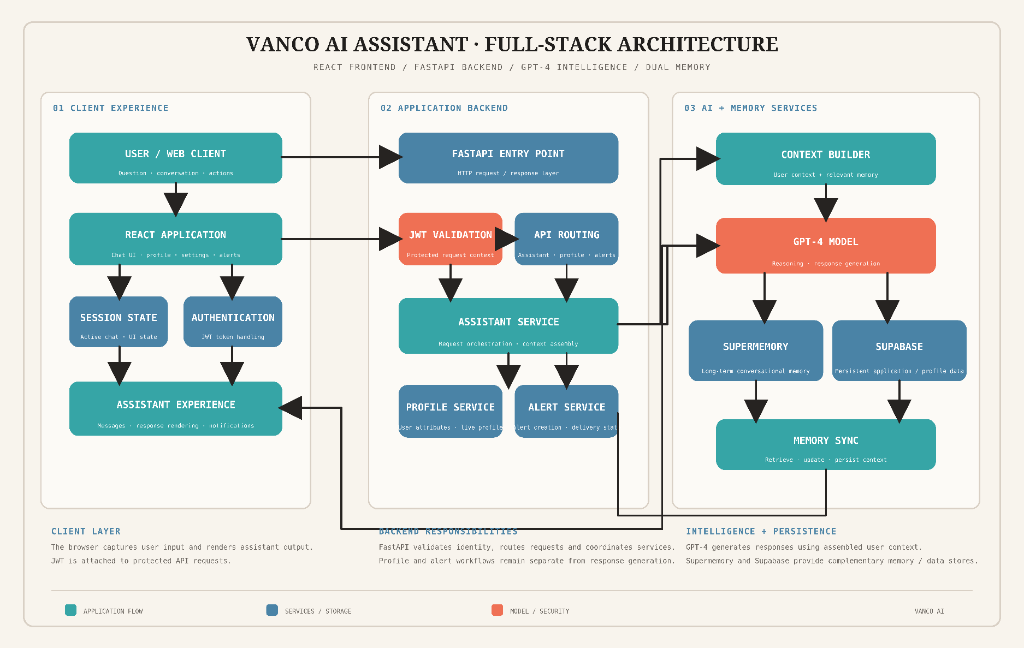 VANCO AI ASSISTANT · FULL-STACK ARCHITECTURE
REACT FRONTEND / FASTAPI BACKEND / GPT-4 INTELLIGENCE / DUAL MEMORY
01 CLIENT EXPERIENCE
USER / WEB CLIENT
Question · conversation · actions
REACT APPLICATION
Chat UI · profile · settings · alerts
SESSION STATE
Active chat · UI state
AUTHENTICATION
JWT token handling
ASSISTANT EXPERIENCE
Messages · response rendering · notifications
02 APPLICATION BACKEND
FASTAPI ENTRY POINT
HTTP request / response layer
JWT VALIDATION
Protected request context
API ROUTING
Assistant · profile · alerts
ASSISTANT SERVICE
Request orchestration · context assembly
PROFILE SERVICE
User attributes · live profile
ALERT SERVICE
lert creation · delivery stat
03 AI + MEMORY SERVICES
CONTEXT BUILDER
User context + relevant memory
GPT-4 MODEL
Reasoning · response generation
SUPERMEMORY
Long-term conversational memory
SUPABASE
Persistent application / profile data
MEMORY SYNC
Retrieve · update · persist context
CLIENT LAYER
The browser captures user input and renders assistant output.
JWT is attached to protected API requests.
BACKEND RESPONSIBILITIES
FastAPI validates identity, routes requests and coordinates services.
Profile and alert workflows remain separate from response generation.
INTELLIGENCE + PERSISTENCE
GPT-4 generates responses using assembled user context.
Supermemory and Supabase provide complementary memory / data stores.
APPLICATION FLOW
SERVICES / STORAGE
MODEL / SECURITY
VANCO AI